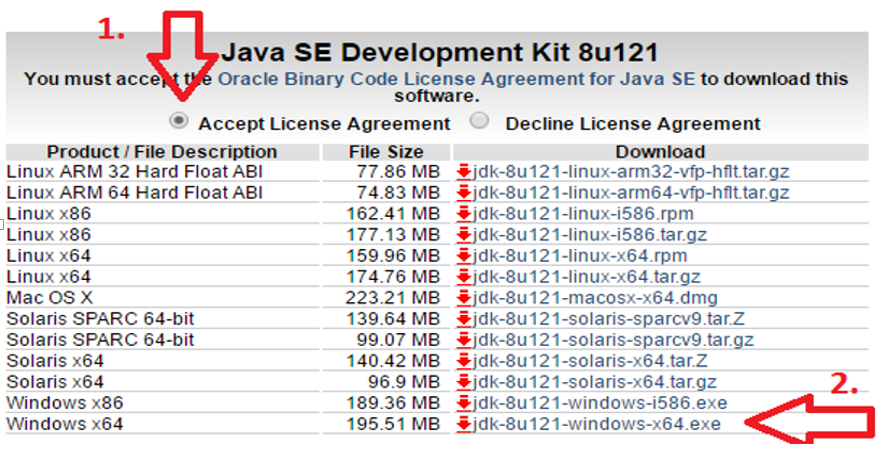 1.
Java SE Development Kit 8u121
You must accept the Oracle Binary Code License Agreement for Java SE to download this
software.
Accept License Agreement Decline License Agreement
Product / File Description File Size Download
Linux ARM 32 Hard Float ABI 77.86 MB jdk-8u121-linux-arm32-vfp-hflt.tar.gz
Linux ARM 64 Hard Float ABI 74.83 MB jdk-8u121-linux-arm64-vfp-hflt.tar.gz
Linux x86 162.41 MB jdk-8u121-linux-i586.rpm
Linux x86 177.13 MB jdk-8u121-linux-i586.tar.gz
Linux x64 159.96 MB jdk-8u121-linux-x64.rpm
Linux x64 174.76 MB jdk-8u121-linux-x64.tar.gz
Mac OS X 223.21 MB jdk-8u121-macosx-x64.dmg
Solaris SPARC 64-bit 139.64 MB jdk-8u121-solaris-sparcv9.tar.Z
Solaris SPARC 64-bit 99.07 MB jdk-8u121-solaris-sparcv9.tar.gz
Solaris x64 140.42 MB jdk-8u121-solaris-x64.tar.Z
Solaris x64 96.9 MB jdk-8u121-solaris-x64.tar.gz
2.
Windows x86 189.36 MB jdk-8u121-windows-i586.exe
Windows x64 195.51 MB jdk-8u121-windows-x64.exe